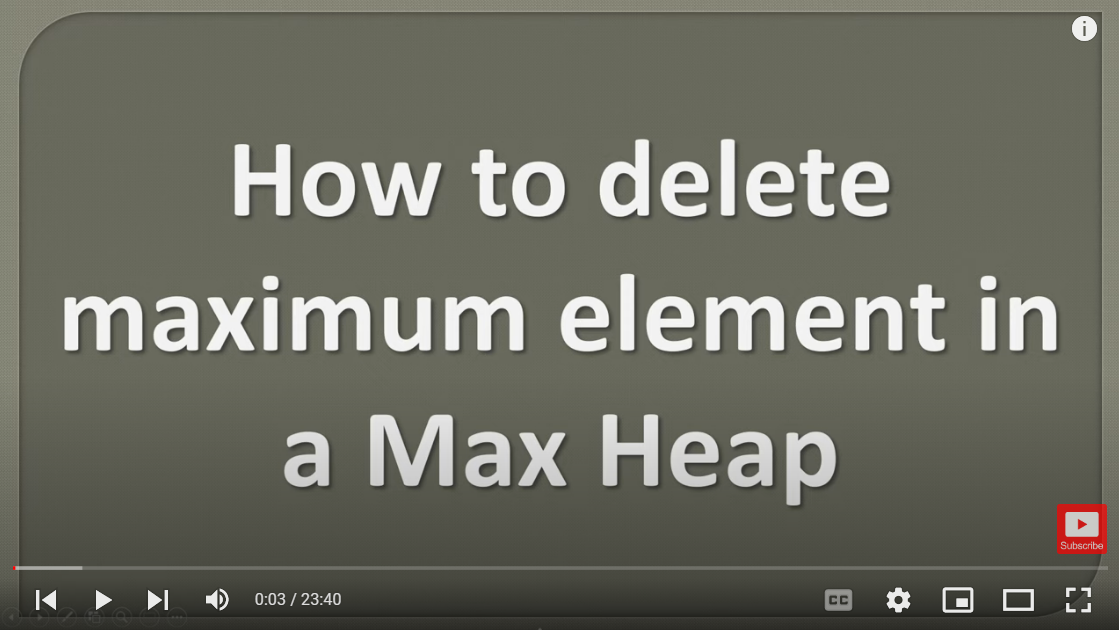 i
How to delete
maximum element in
a Max Heap
Subscribe
0:03 / 23:40
CC